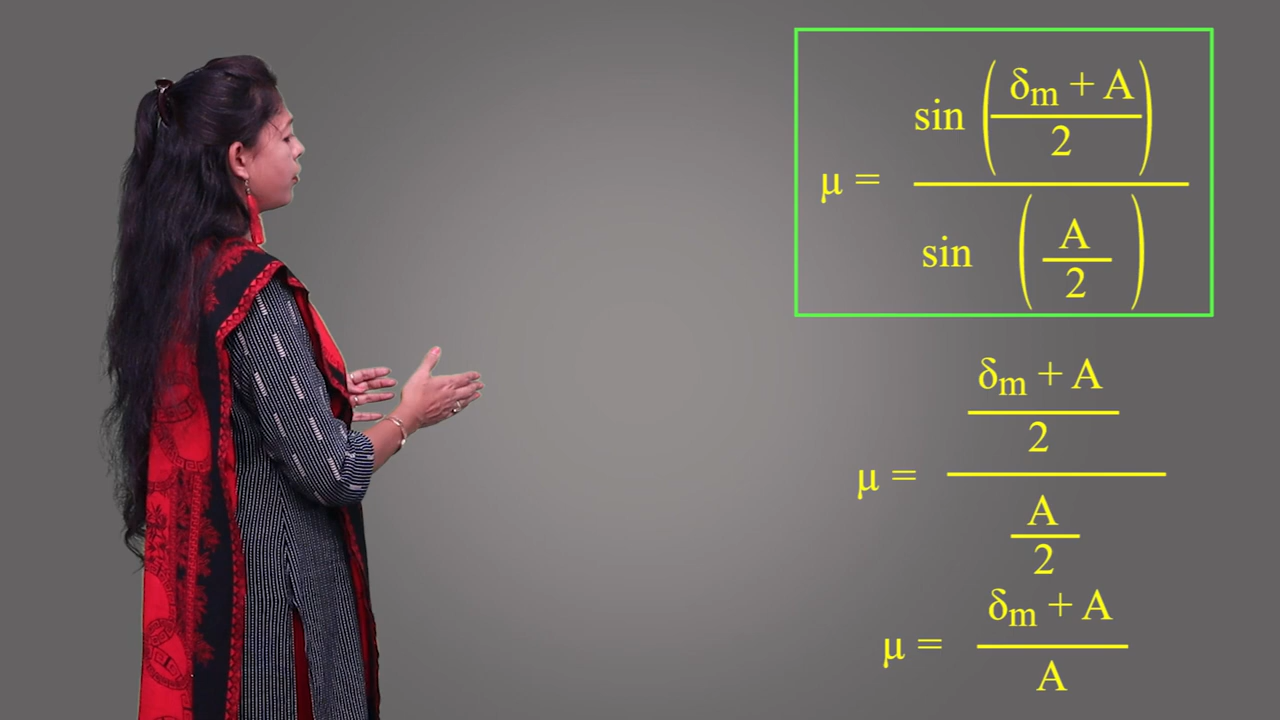 μ = sin (δm + A / 2) / sin (A / 2)
μ = (δm + A / 2) / (A / 2)
μ = δm + A / A